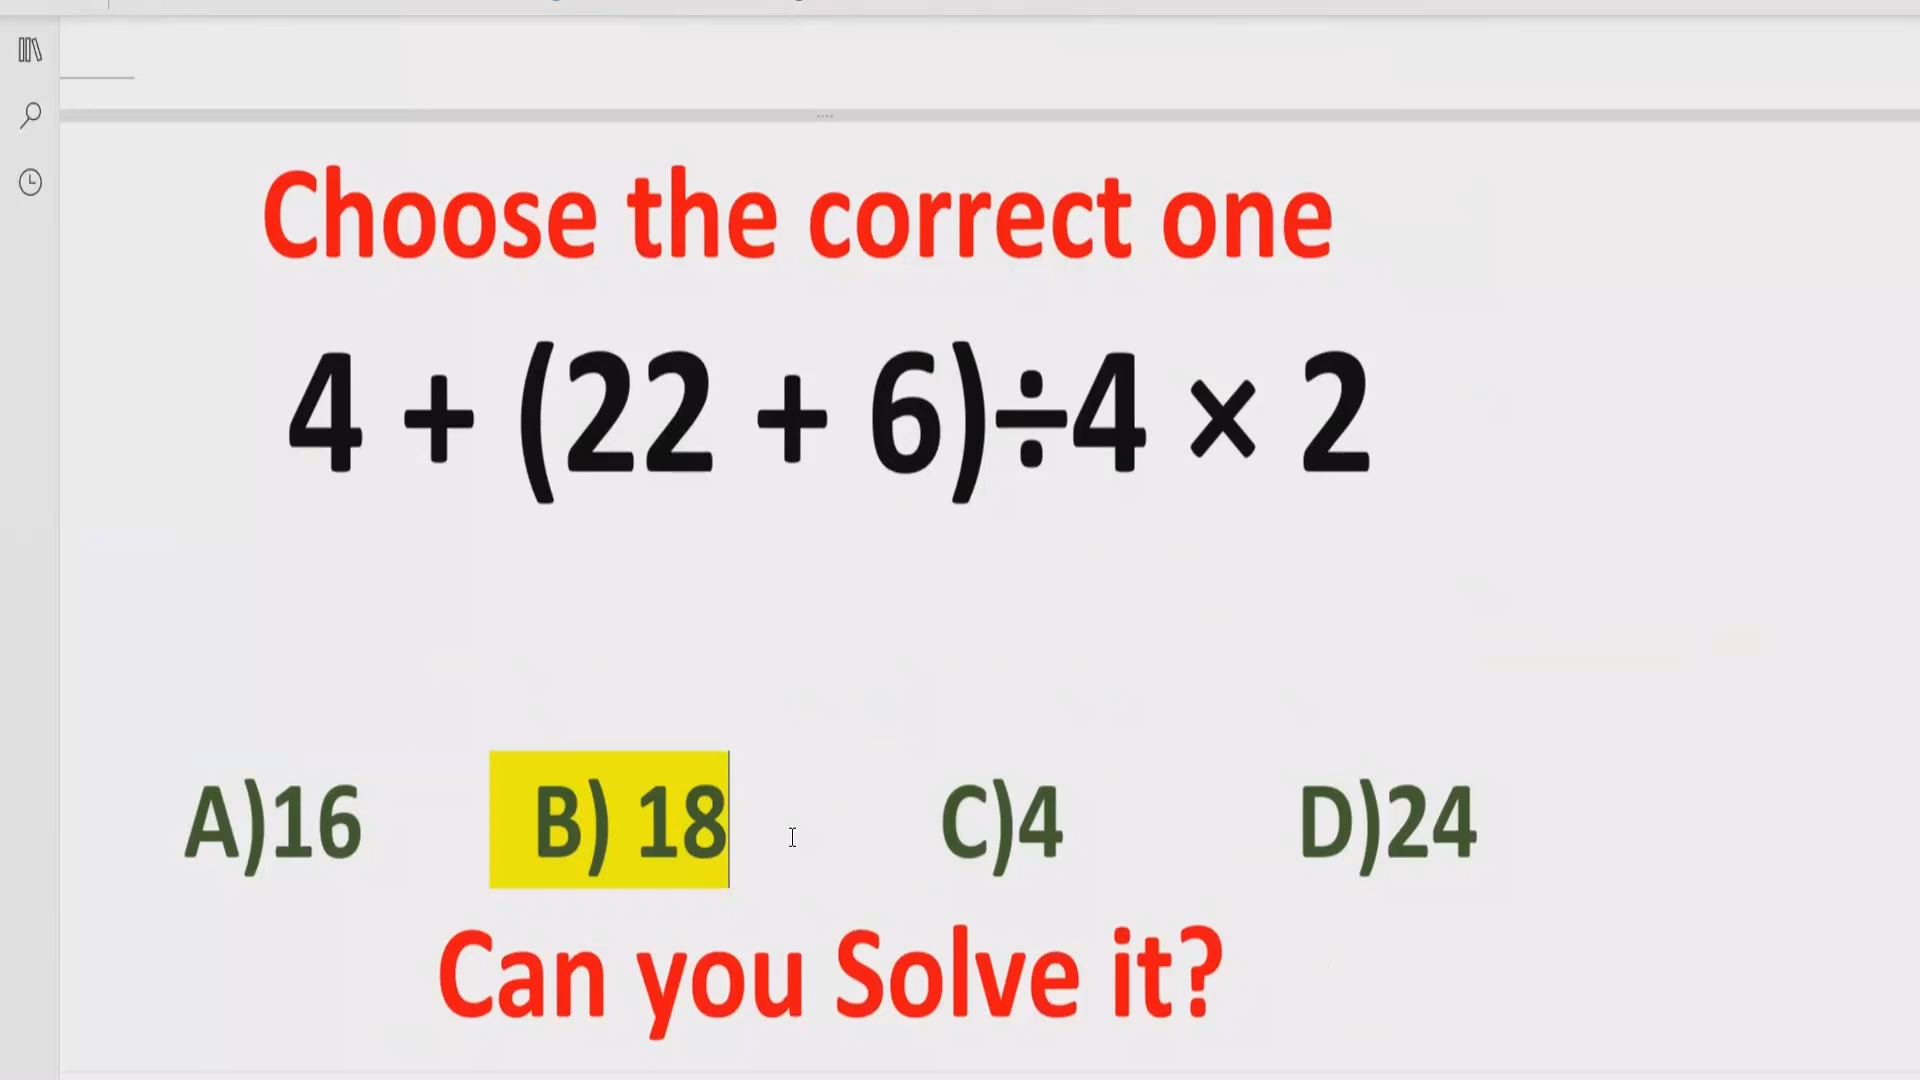 Choose the correct one
4 + (22 + 6)÷4 × 2
A)16 B) 18 C)4 D)24
Can you Solve it?